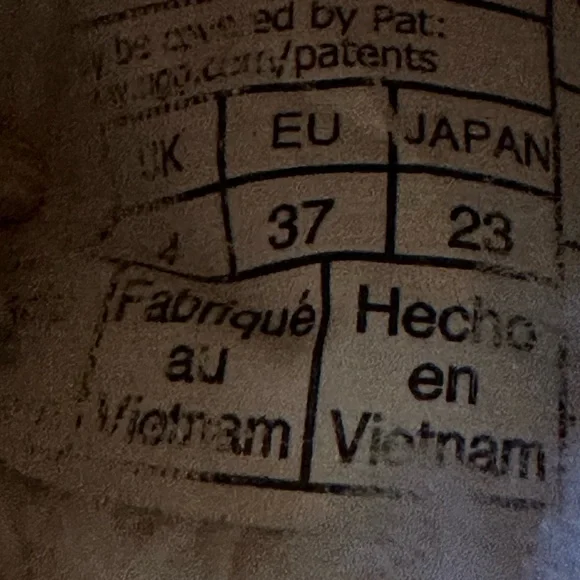 be covered by Pat:
/patents
UK EU JAPAN
4 37 23
Fabriqué Hecho
au en
Vietnam Vietnam